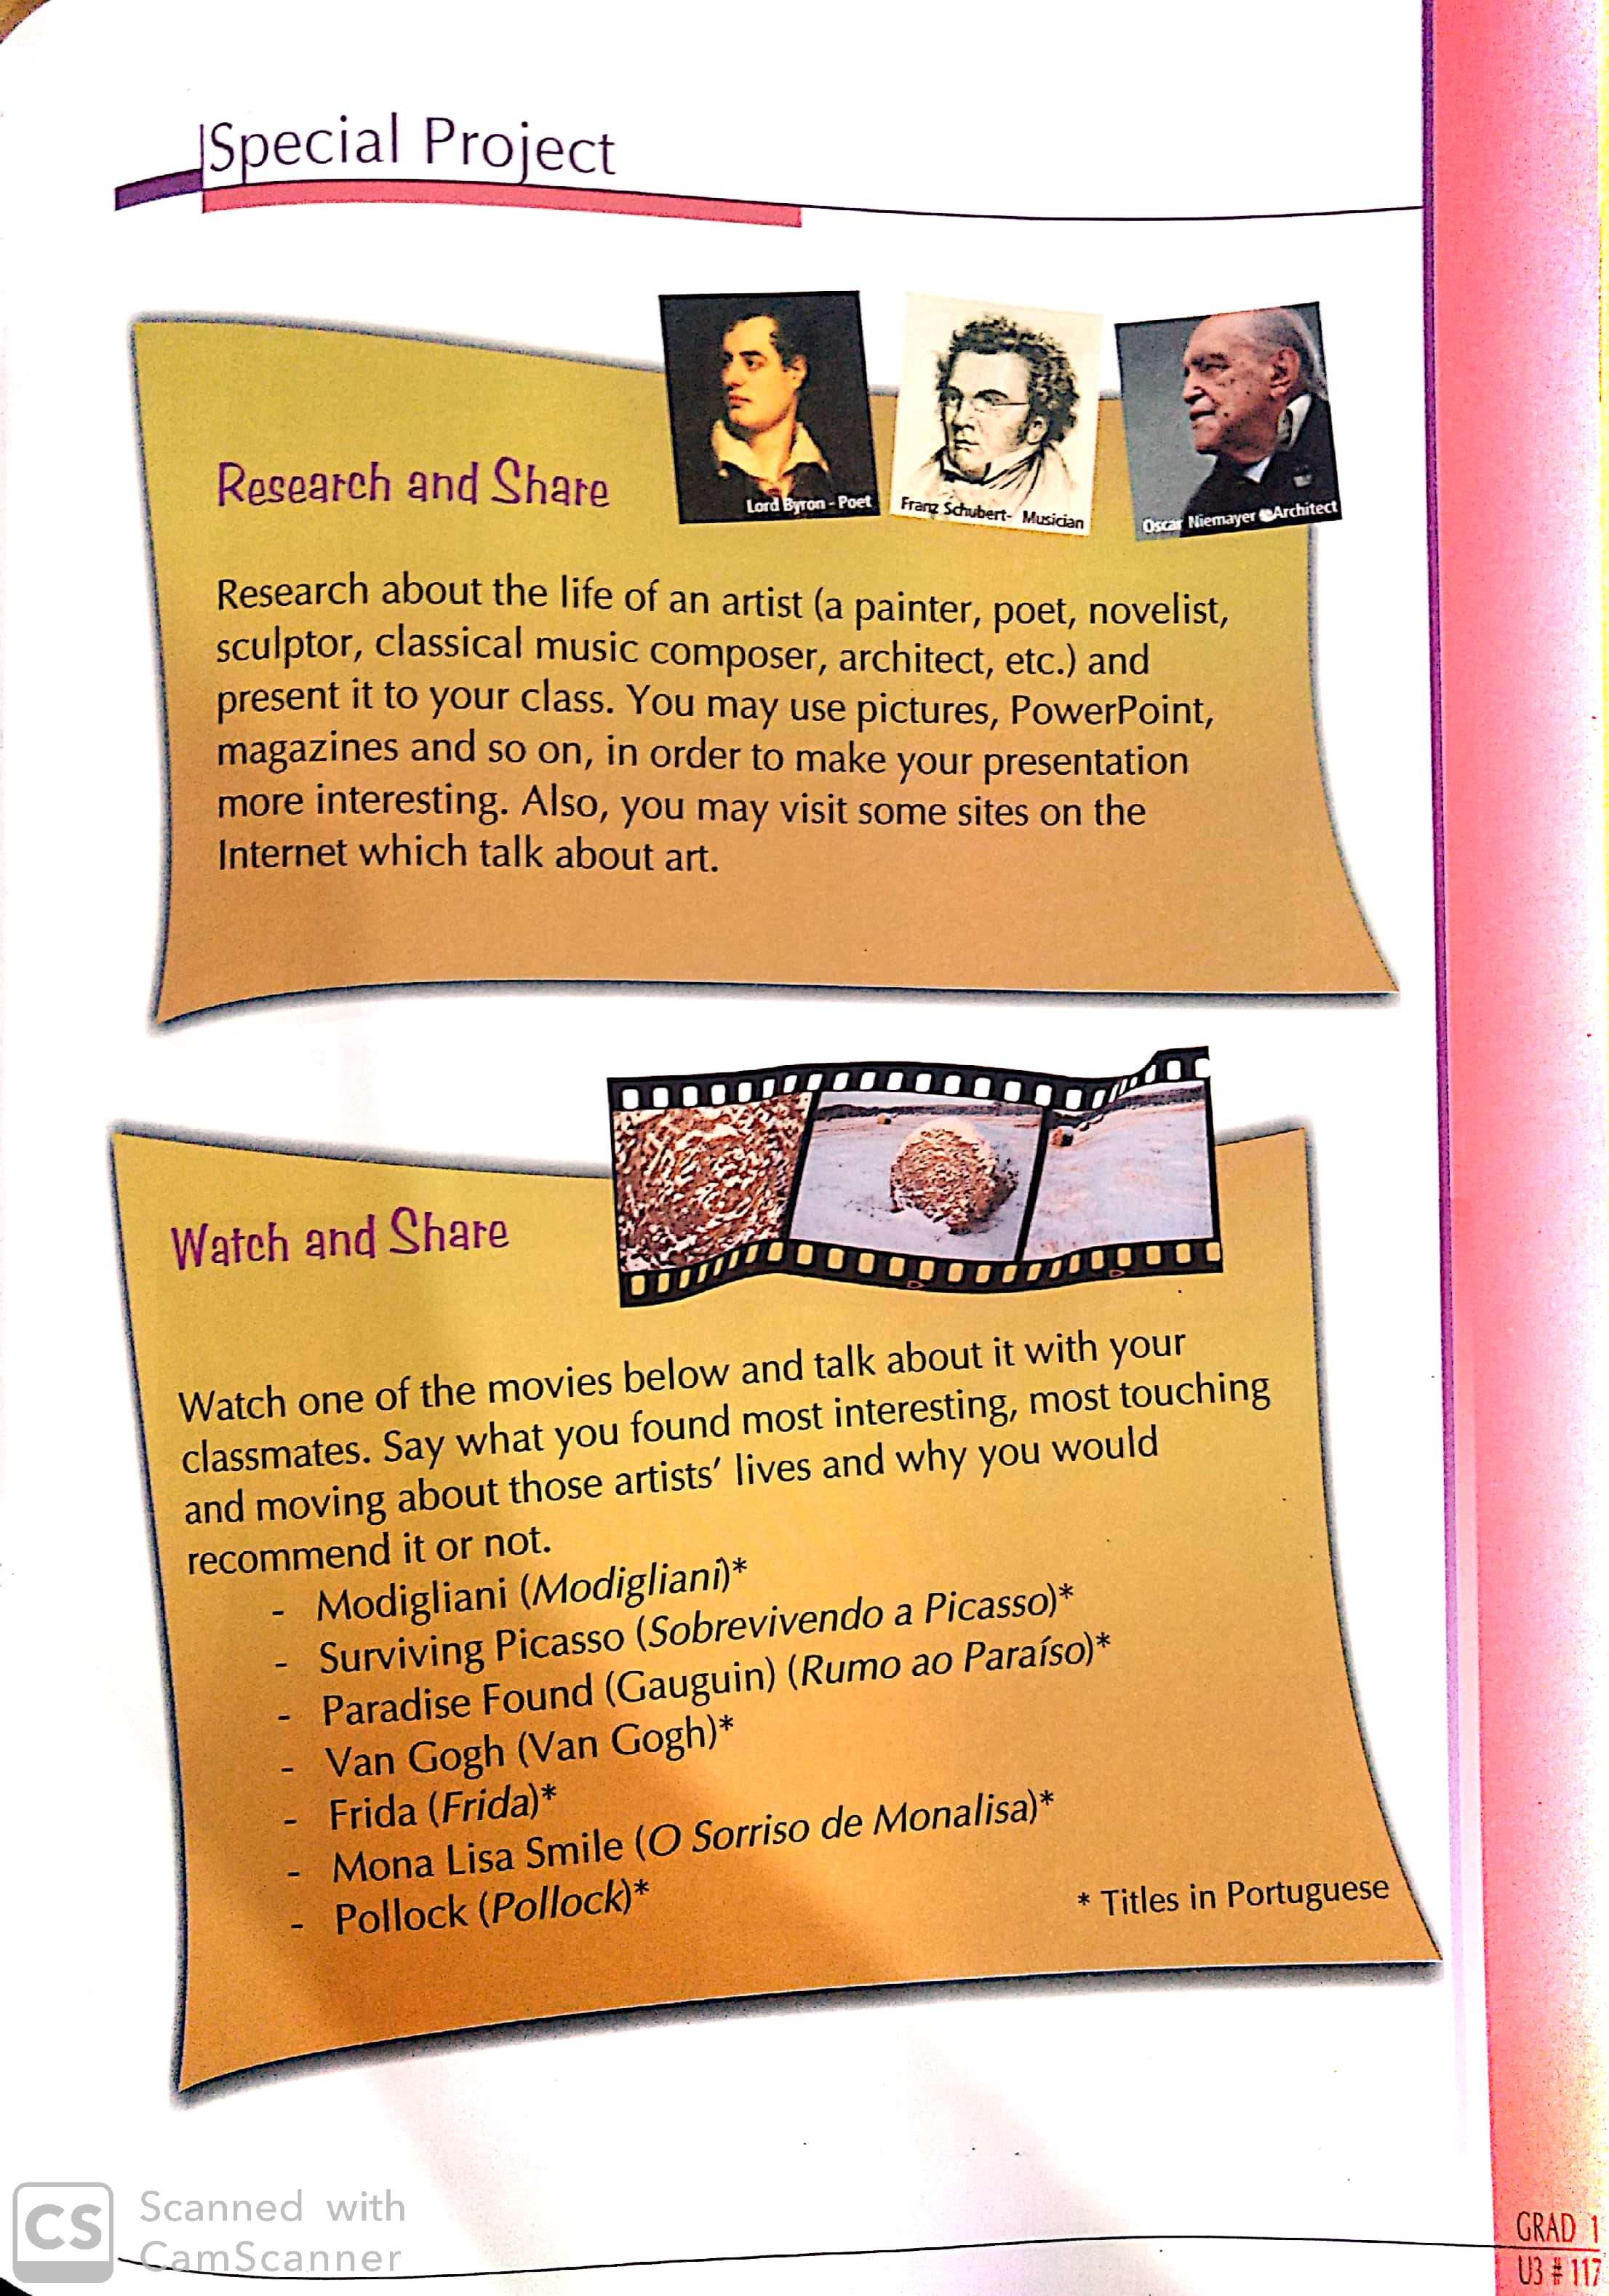 Special Project
Lord Byron - Poet
Franz Schubert- Musician
Oscar Niemayer Architect
Research and Share
Research about the life of an artist (a painter, poet, novelist,
sculptor, classical music composer, architect, etc.) and
present it to your class. You may use pictures, PowerPoint,
magazines and so on, in order to make your presentation
more interesting. Also, you may visit some sites on the
Internet which talk about art.
Watch and Share
Watch one of the movies below and talk about it with your
classmates. Say what you found most interesting, most touching
and moving about those artists' lives and why you would
recommend it or not.
- Modigliani (Modigliani)*
- Surviving Picasso (Sobrevivendo a Picasso)*
- Paradise Found (Gauguin) (Rumo ao Paraíso)*
- Van Gogh (Van Gogh)*
- Frida (Frida)*
- Mona Lisa Smile (O Sorriso de Monalisa)*
- Pollock (Pollock)*
* Titles in Portuguese
CS
Scanned with
CamScanner
GRAD 1
U3 # 117